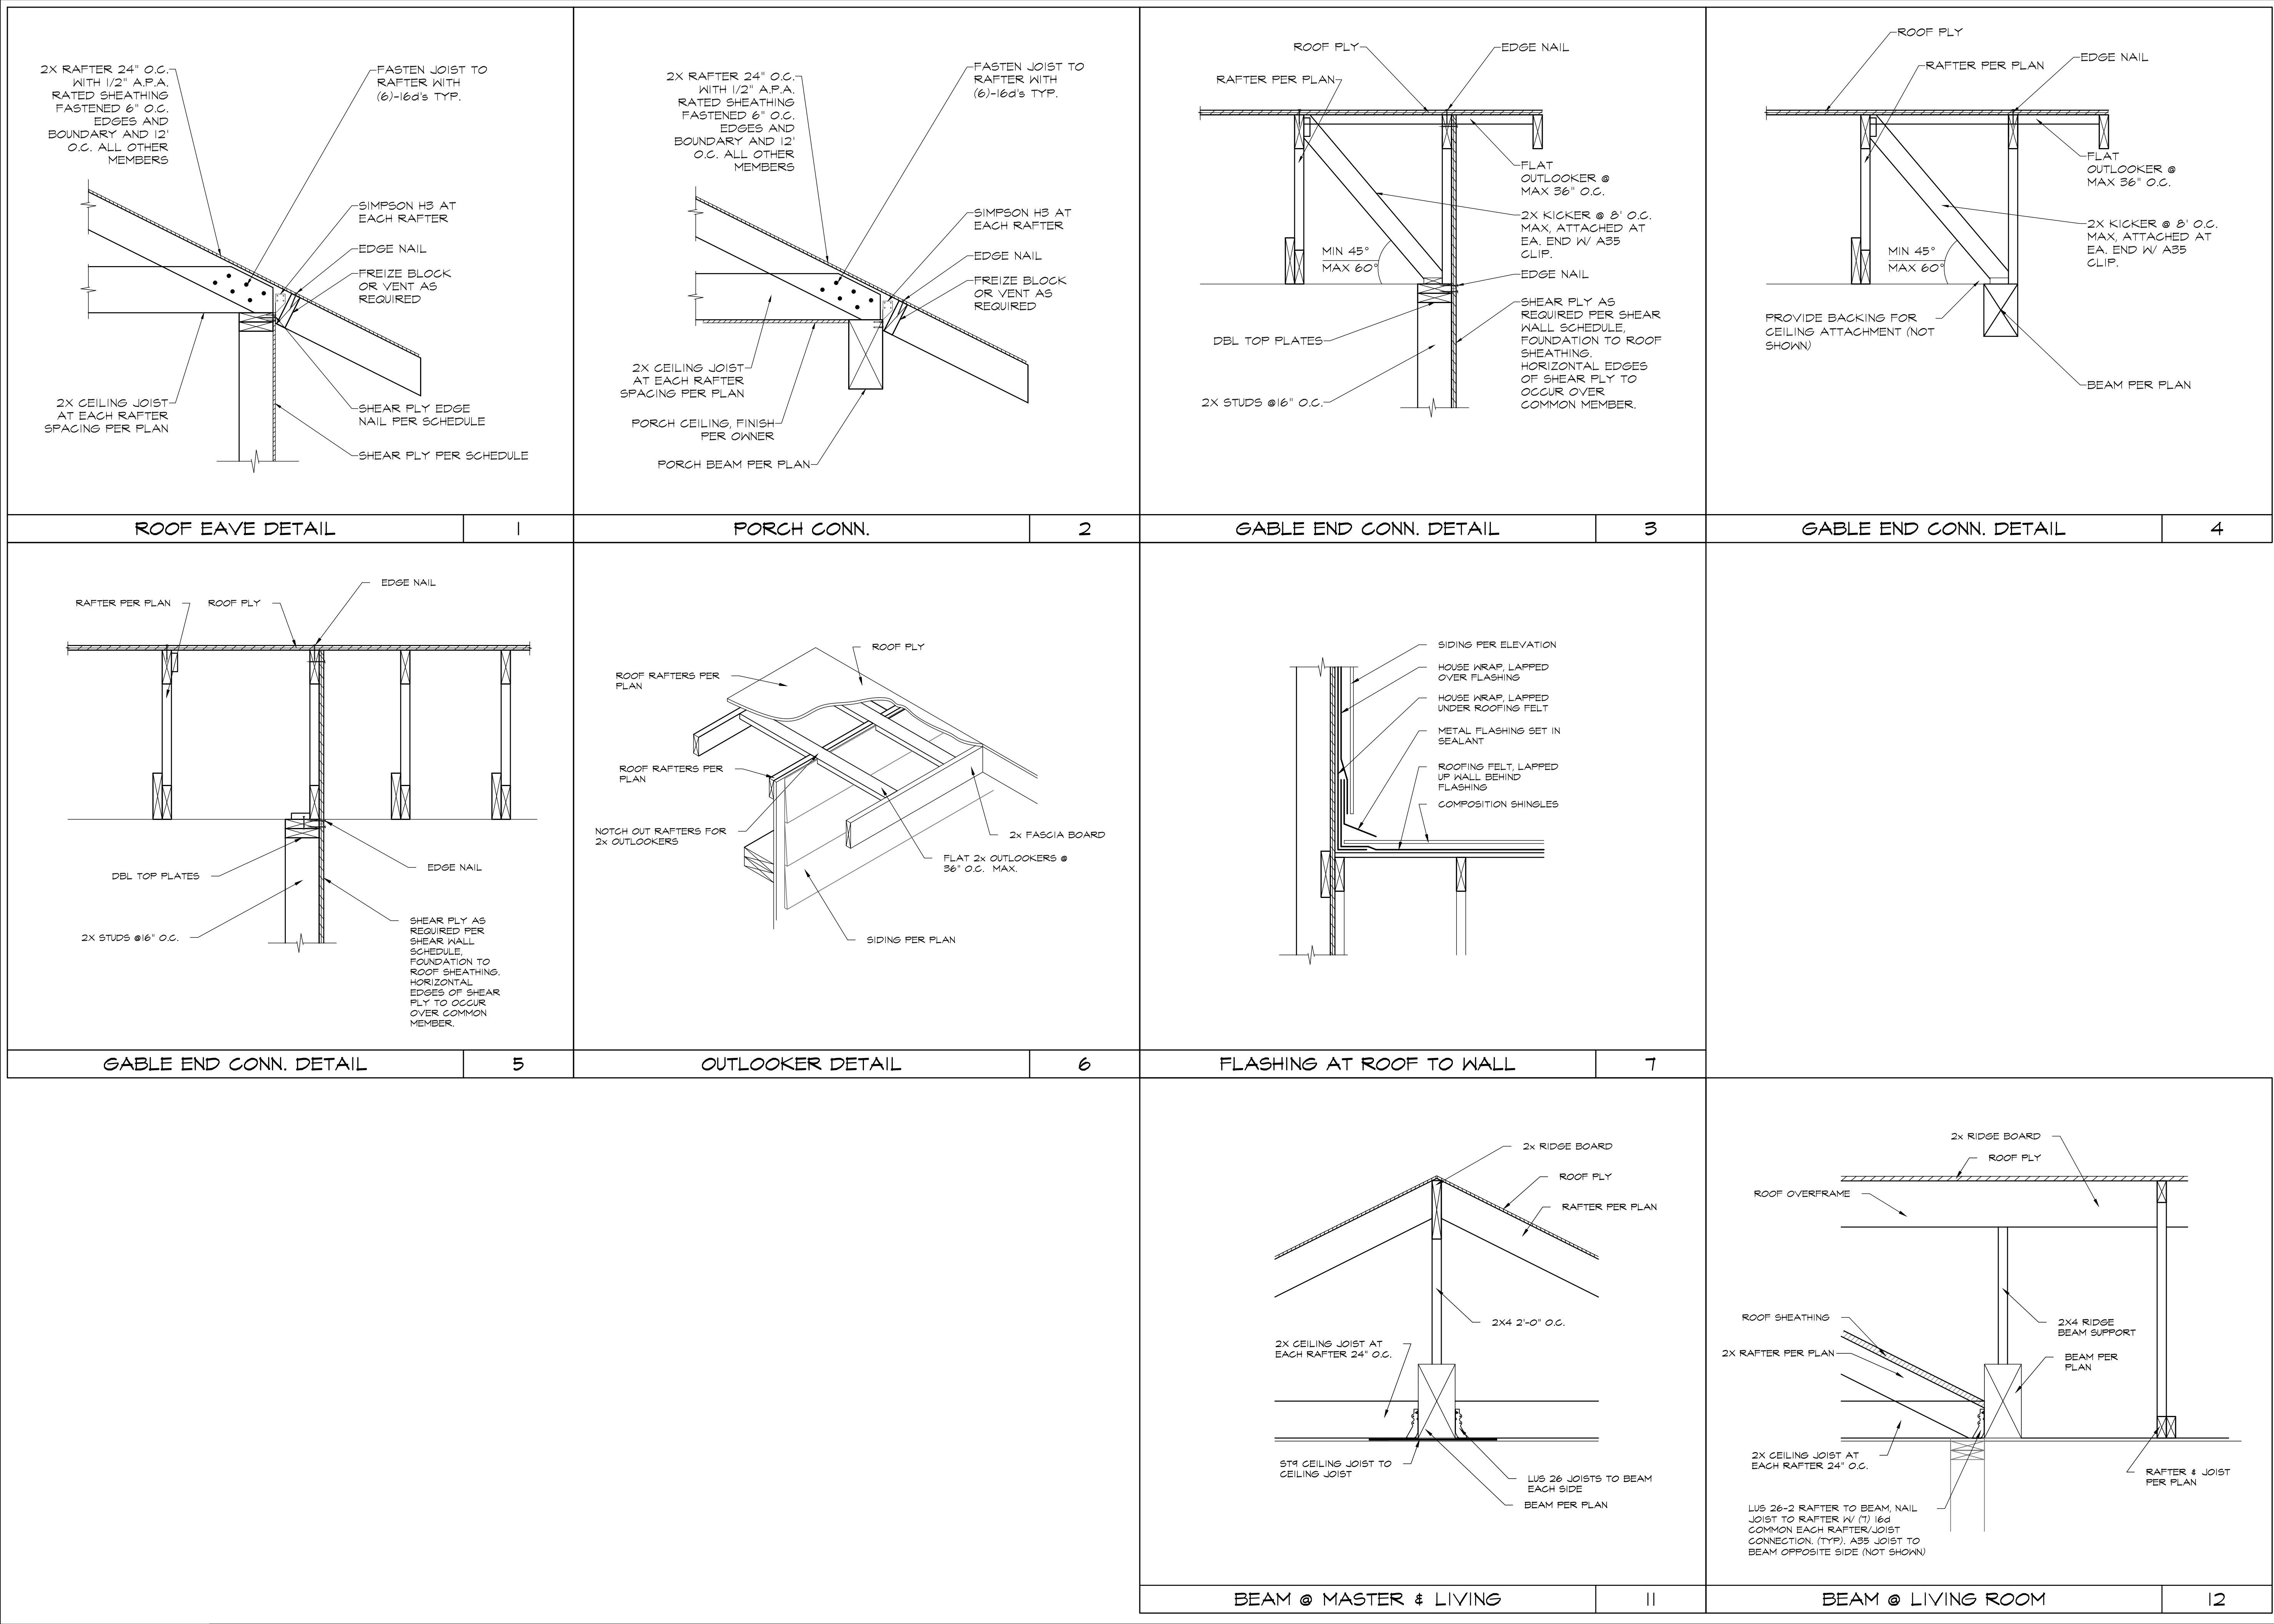 2X RAFTER 24" O.C.
WITH 1/2" A.P.A.
RATED SHEATHING
FASTENED 6" O.C.
EDGES AND
BOUNDARY AND 12'
O.C. ALL OTHER
MEMBERS
FASTEN JOIST TO
RAFTER WITH
(6)-16d's TYP.
SIMPSON H3 AT
EACH RAFTER
EDGE NAIL
FREIZE BLOCK
OR VENT AS
REQUIRED
2X CEILING JOIST
AT EACH RAFTER
SPACING PER PLAN
SHEAR PLY EDGE
NAIL PER SCHEDULE
SHEAR PLY PER SCHEDULE
ROOF EAVE DETAIL
1
2X RAFTER 24" O.C.
WITH 1/2" A.P.A.
RATED SHEATHING
FASTENED 6" O.C.
EDGES AND
BOUNDARY AND 12'
O.C. ALL OTHER
MEMBERS
FASTEN JOIST TO
RAFTER WITH
(6)-16d's TYP.
SIMPSON H3 AT
EACH RAFTER
EDGE NAIL
FREIZE BLOCK
OR VENT AS
REQUIRED
2X CEILING JOIST
AT EACH RAFTER
SPACING PER PLAN
PORCH CEILING, FINISH
PER OWNER
PORCH BEAM PER PLAN
PORCH CONN.
2
ROOF PLY
EDGE NAIL
RAFTER PER PLAN
FLAT
OUTLOOKER @
MAX 36" O.C.
2X KICKER @ 8' O.C.
MAX, ATTACHED AT
EA. END W/ A35
CLIP.
MIN 45°
MAX 60°
EDGE NAIL
SHEAR PLY AS
REQUIRED PER SHEAR
WALL SCHEDULE,
FOUNDATION TO ROOF
SHEATHING.
HORIZONTAL EDGES
OF SHEAR PLY TO
OCCUR OVER
COMMON MEMBER.
DBL TOP PLATES
2X STUDS @16" O.C.
GABLE END CONN. DETAIL
3
ROOF PLY
RAFTER PER PLAN
EDGE NAIL
FLAT
OUTLOOKER @
MAX 36" O.C.
2X KICKER @ 8' O.C.
MAX, ATTACHED AT
EA. END W/ A35
CLIP.
MIN 45°
MAX 60°
PROVIDE BACKING FOR
CEILING ATTACHMENT (NOT
SHOWN)
BEAM PER PLAN
GABLE END CONN. DETAIL
4
EDGE NAIL
RAFTER PER PLAN
ROOF PLY
DBL TOP PLATES
EDGE NAIL
2X STUDS @16" O.C.
SHEAR PLY AS
REQUIRED PER
SHEAR WALL
SCHEDULE,
FOUNDATION TO
ROOF SHEATHING.
HORIZONTAL
EDGES OF SHEAR
PLY TO OCCUR
OVER COMMON
MEMBER.
GABLE END CONN. DETAIL
5
ROOF PLY
ROOF RAFTERS PER
PLAN
ROOF RAFTERS PER
PLAN
NOTCH OUT RAFTERS FOR
2x OUTLOOKERS
2x FASCIA BOARD
FLAT 2x OUTLOOKERS @
36" O.C. MAX.
SIDING PER PLAN
OUTLOOKER DETAIL
6
SIDING PER ELEVATION
HOUSE WRAP, LAPPED
OVER FLASHING
HOUSE WRAP, LAPPED
UNDER ROOFING FELT
METAL FLASHING SET IN
SEALANT
ROOFING FELT, LAPPED
UP WALL BEHIND
FLASHING
COMPOSITION SHINGLES
FLASHING AT ROOF TO WALL
7
2x RIDGE BOARD
ROOF PLY
RAFTER PER PLAN
2X4 2'-0" O.C.
2X CEILING JOIST AT
EACH RAFTER 24" O.C.
ST9 CEILING JOIST TO
CEILING JOIST
LUS 26 JOISTS TO BEAM
EACH SIDE
BEAM PER PLAN
BEAM @ MASTER & LIVING
11
2x RIDGE BOARD
ROOF PLY
ROOF OVERFRAME
ROOF SHEATHING
2X4 RIDGE
BEAM SUPPORT
2X RAFTER PER PLAN
BEAM PER
PLAN
2X CEILING JOIST AT
EACH RAFTER 24" O.C.
RAFTER & JOIST
PER PLAN
LUS 26-2 RAFTER TO BEAM, NAIL
JOIST TO RAFTER W/ (7) 16d
COMMON EACH RAFTER/JOIST
CONNECTION. (TYP). A35 JOIST TO
BEAM OPPOSITE SIDE (NOT SHOWN)
BEAM @ LIVING ROOM
12